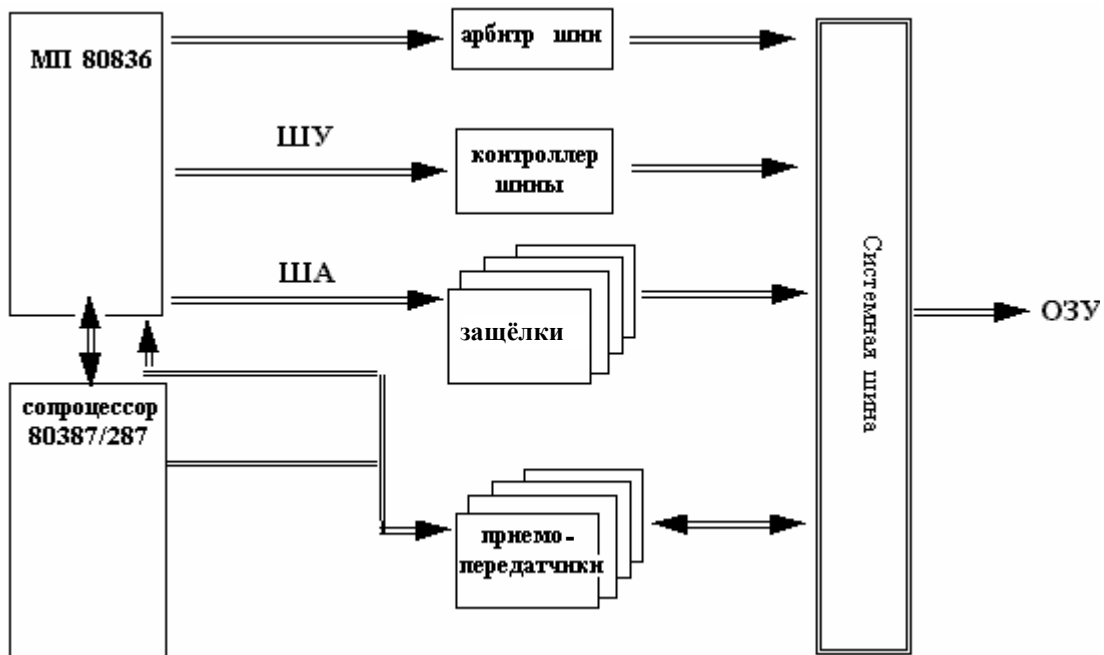 МП 80836
арбитр шин
ШУ
контроллер
шины
ША
защёлки
Системная шина
ОЗУ
сопроцессор
80387/287
приемо-
передатчики